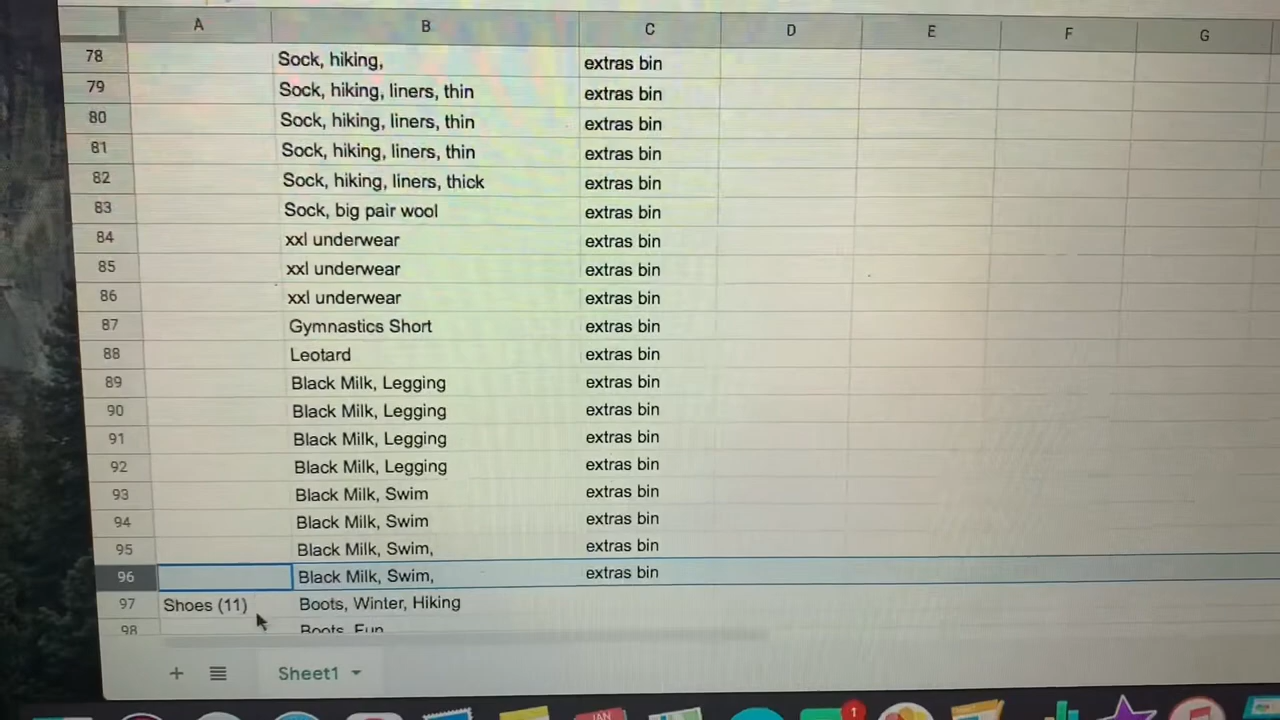 A B C D E F G
78 Sock, hiking, extras bin
79 Sock, hiking, liners, thin extras bin
80 Sock, hiking, liners, thin extras bin
81 Sock, hiking, liners, thin extras bin
82 Sock, hiking, liners, thick extras bin
83 Sock, big pair wool extras bin
84 xxl underwear extras bin
85 xxl underwear extras bin
86 xxl underwear extras bin
87 Gymnastics Short extras bin
88 Leotard extras bin
89 Black Milk, Legging extras bin
90 Black Milk, Legging extras bin
91 Black Milk, Legging extras bin
92 Black Milk, Legging extras bin
93 Black Milk, Swim extras bin
94 Black Milk, Swim extras bin
95 Black Milk, Swim, extras bin
96 Black Milk, Swim, extras bin
97 Shoes (11) Boots, Winter, Hiking
98 Boots, Fun
+ Sheet1
JAN 1